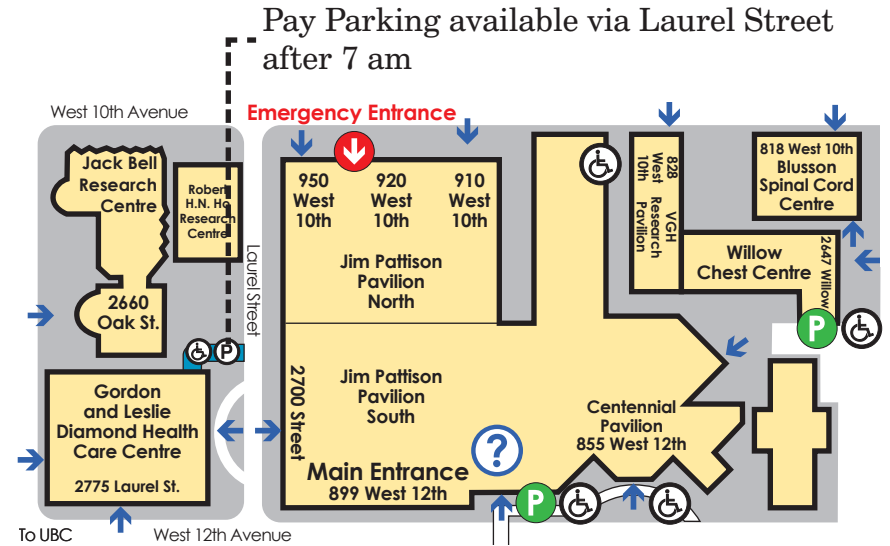 Pay Parking available via Laurel Street
after 7 am
West 10th Avenue
Emergency Entrance
Jack Bell
Research
Centre
Robert
H.N. Ho
Research
Centre
2660
Oak St.
Laurel Street
P
Gordon
and Leslie
Diamond Health
Care Centre
2775 Laurel St.
950
West
10th
920
West
10th
910
West
10th
Jim Pattison
Pavilion
North
2700 Street
Jim Pattison
Pavilion
South
?
Main Entrance
899 West 12th
P
Centennial
Pavilion
855 West 12th
828 VGH
West Research
10th Pavilion
818 West 10th
Blusson
Spinal Cord
Centre
Willow
Chest Centre
2647 Willow
P
To UBC
West 12th Avenue